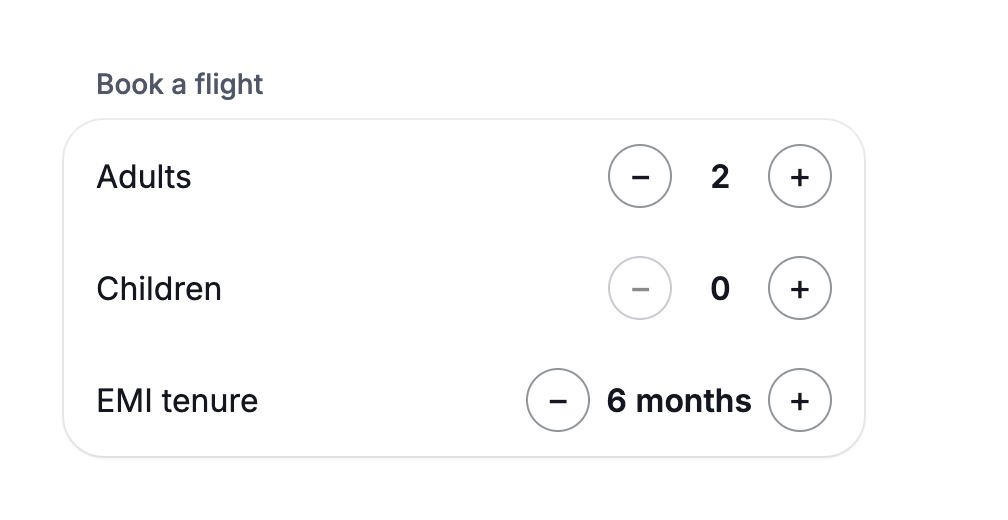 Book a flight
Adults − 2 +
Children − 0 +
EMI tenure − 6 months +